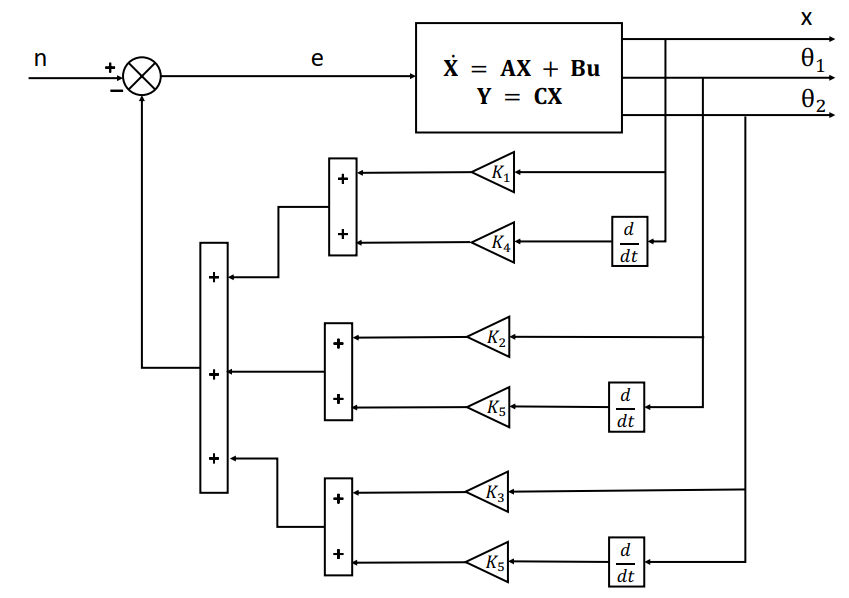 x
n
e
Ẋ = AX + Bu
Y = CX
θ₁
θ₂
+
−
K₁
+
+
K₄
d
dt
+
K₂
+
+
K₅
d
dt
+
+
K₃
+
K₅
d
dt
+